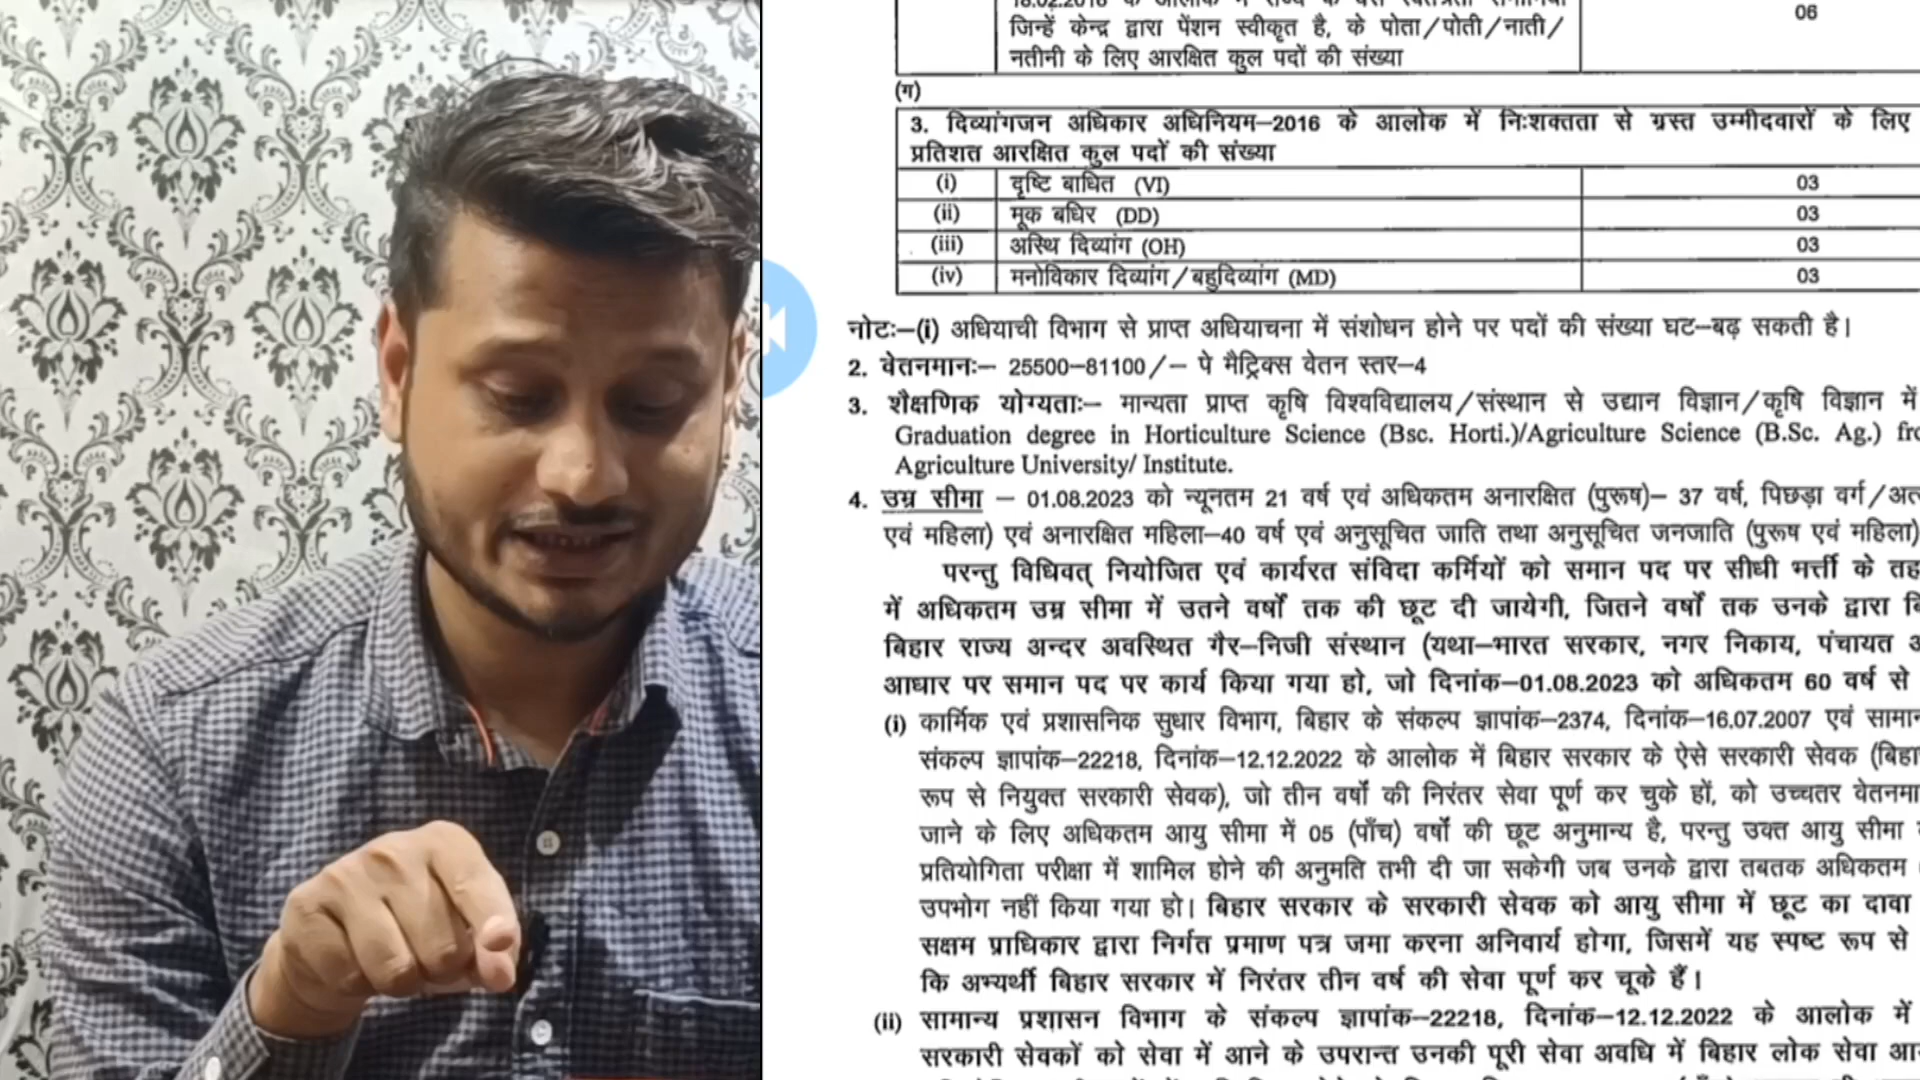 जिन्हें केन्द्र द्वारा पेंशन स्वीकृत है, के पोता/पोती/नाती/
नतीनी के लिए आरक्षित कुल पदों की संख्या
06
(ग)
3. दिव्यांगजन अधिकार अधिनियम–2016 के आलोक में निःशक्तता से ग्रस्त उम्मीदवारों के लिए
प्रतिशत आरक्षित कुल पदों की संख्या
(i) दृष्टि बाधित (VI) 03
(ii) मूक बधिर (DD) 03
(iii) अस्थि दिव्यांग (OH) 03
(iv) मनोविकार दिव्यांग/बहुदिव्यांग (MD) 03
नोटः–(i) अधियाची विभाग से प्राप्त अधियाचना में संशोधन होने पर पदों की संख्या घट–बढ़ सकती है।
2. वेतनमानः– 25500–81100/– पे मैट्रिक्स वेतन स्तर–4
3. शैक्षणिक योग्यताः– मान्यता प्राप्त कृषि विश्वविद्यालय/संस्थान से उद्यान विज्ञान/कृषि विज्ञान में
Graduation degree in Horticulture Science (Bsc. Horti.)/Agriculture Science (B.Sc. Ag.)
Agriculture University/ Institute.
4. उम्र सीमा – 01.08.2023 को न्यूनतम 21 वर्ष एवं अधिकतम अनारक्षित (पुरूष)– 37 वर्ष, पिछड़ा वर्ग/
एवं महिला) एवं अनारक्षित महिला–40 वर्ष एवं अनुसूचित जाति तथा अनुसूचित जनजाति (पुरूष एवं महिला)
परन्तु विधिवत् नियोजित एवं कार्यरत संविदा कर्मियों को समान पद पर सीधी भर्त्ती के
में अधिकतम उम्र सीमा में उतने वर्षों तक की छूट दी जायेगी, जितने वर्षों तक उनके द्वारा
बिहार राज्य अन्दर अवस्थित गैर–निजी संस्थान (यथा–भारत सरकार, नगर निकाय, पंचायत
आधार पर समान पद पर कार्य किया गया हो, जो दिनांक–01.08.2023 को अधिकतम 60 वर्ष से
(i) कार्मिक एवं प्रशासनिक सुधार विभाग, बिहार के संकल्प ज्ञापांक–2374, दिनांक–16.07.2007 एवं
संकल्प ज्ञापांक–22218, दिनांक–12.12.2022 के आलोक में बिहार सरकार के ऐसे सरकारी सेवक
रूप से नियुक्त सरकारी सेवक), जो तीन वर्षों की निरंतर सेवा पूर्ण कर चुके हों, को उच्चतर
जाने के लिए अधिकतम आयु सीमा में 05 (पाँच) वर्षों की छूट अनुमान्य है, परन्तु उक्त आयु सीमा
प्रतियोगिता परीक्षा में शामिल होने की अनुमति तभी दी जा सकेगी जब उनके द्वारा तबतक अधिकतम
उपभोग नहीं किया गया हो। बिहार सरकार के सरकारी सेवक को आयु सीमा में छूट का दावा
सक्षम प्राधिकार द्वारा निर्गत प्रमाण पत्र जमा करना अनिवार्य होगा, जिसमें यह स्पष्ट रूप से
कि अभ्यर्थी बिहार सरकार में निरंतर तीन वर्ष की सेवा पूर्ण कर चूके हैं।
(ii) सामान्य प्रशासन विभाग के संकल्प ज्ञापांक–22218, दिनांक–12.12.2022 के आलोक में
सरकारी सेवकों को सेवा में आने के उपरान्त उनकी पूरी सेवा अवधि में बिहार लोक सेवा